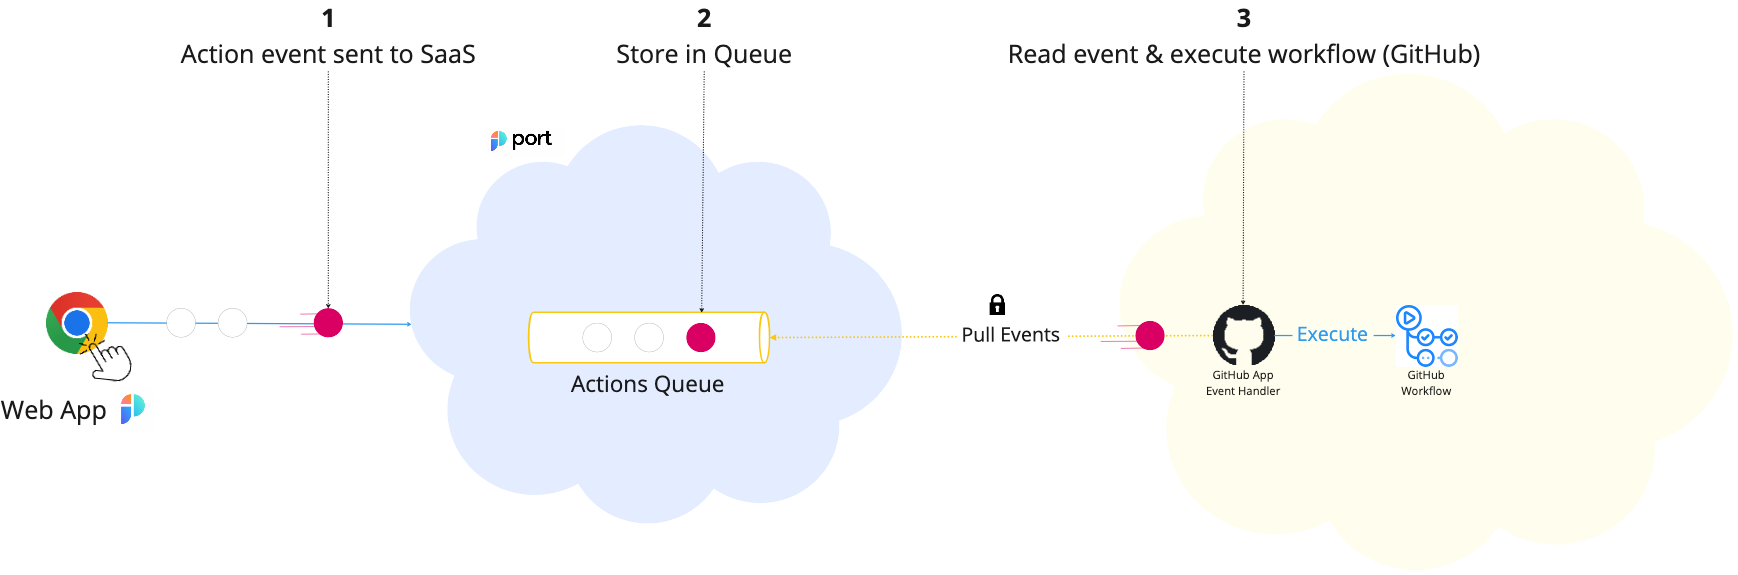 1
Action event sent to SaaS
2
Store in Queue
3
Read event & execute workflow (GitHub)
port
Web App
Actions Queue
Pull Events
GitHub App
Event Handler
Execute
GitHub
Workflow